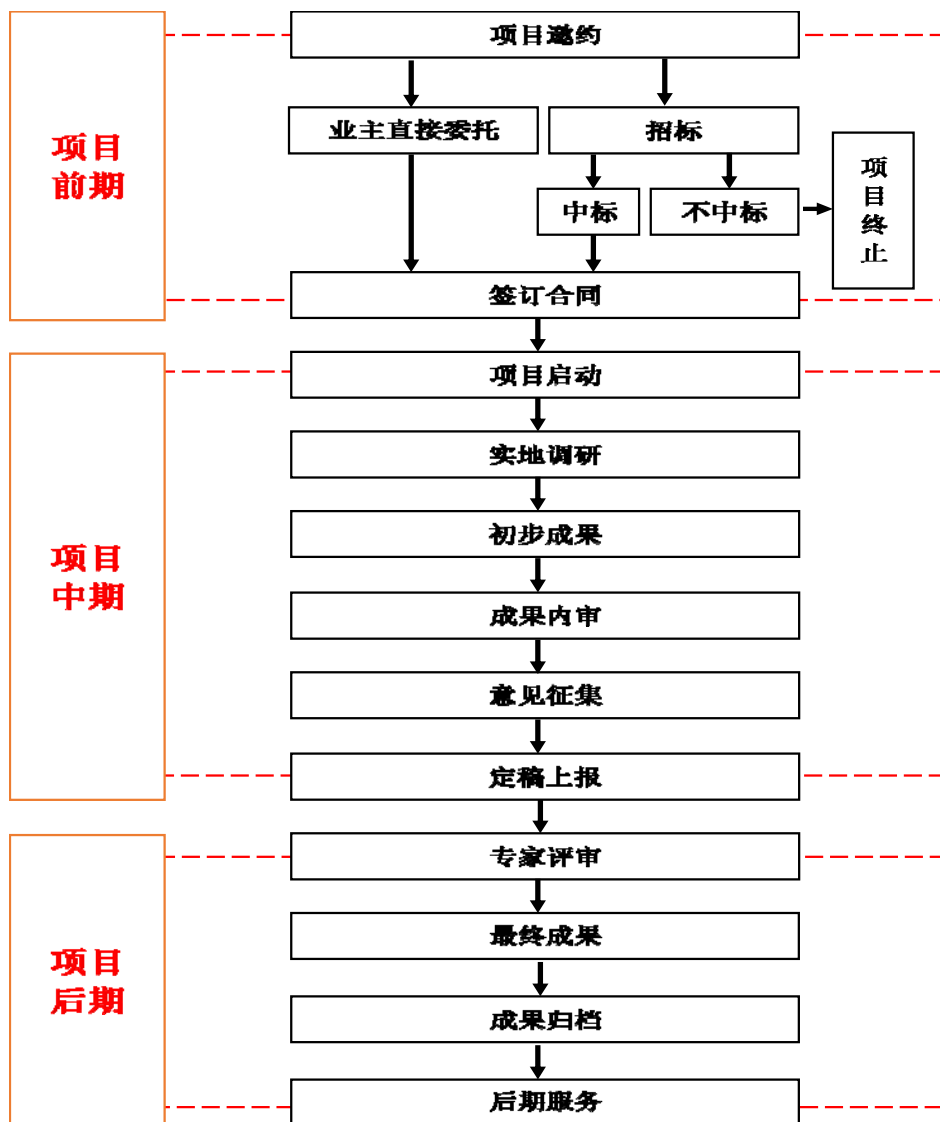 项目邀约
业主直接委托
招标
项目
前期
项
目
终
止
中标
不中标
签订合同
项目启动
实地调研
初步成果
项目
中期
成果内审
意见征集
定稿上报
专家评审
最终成果
项目
后期
成果归档
后期服务